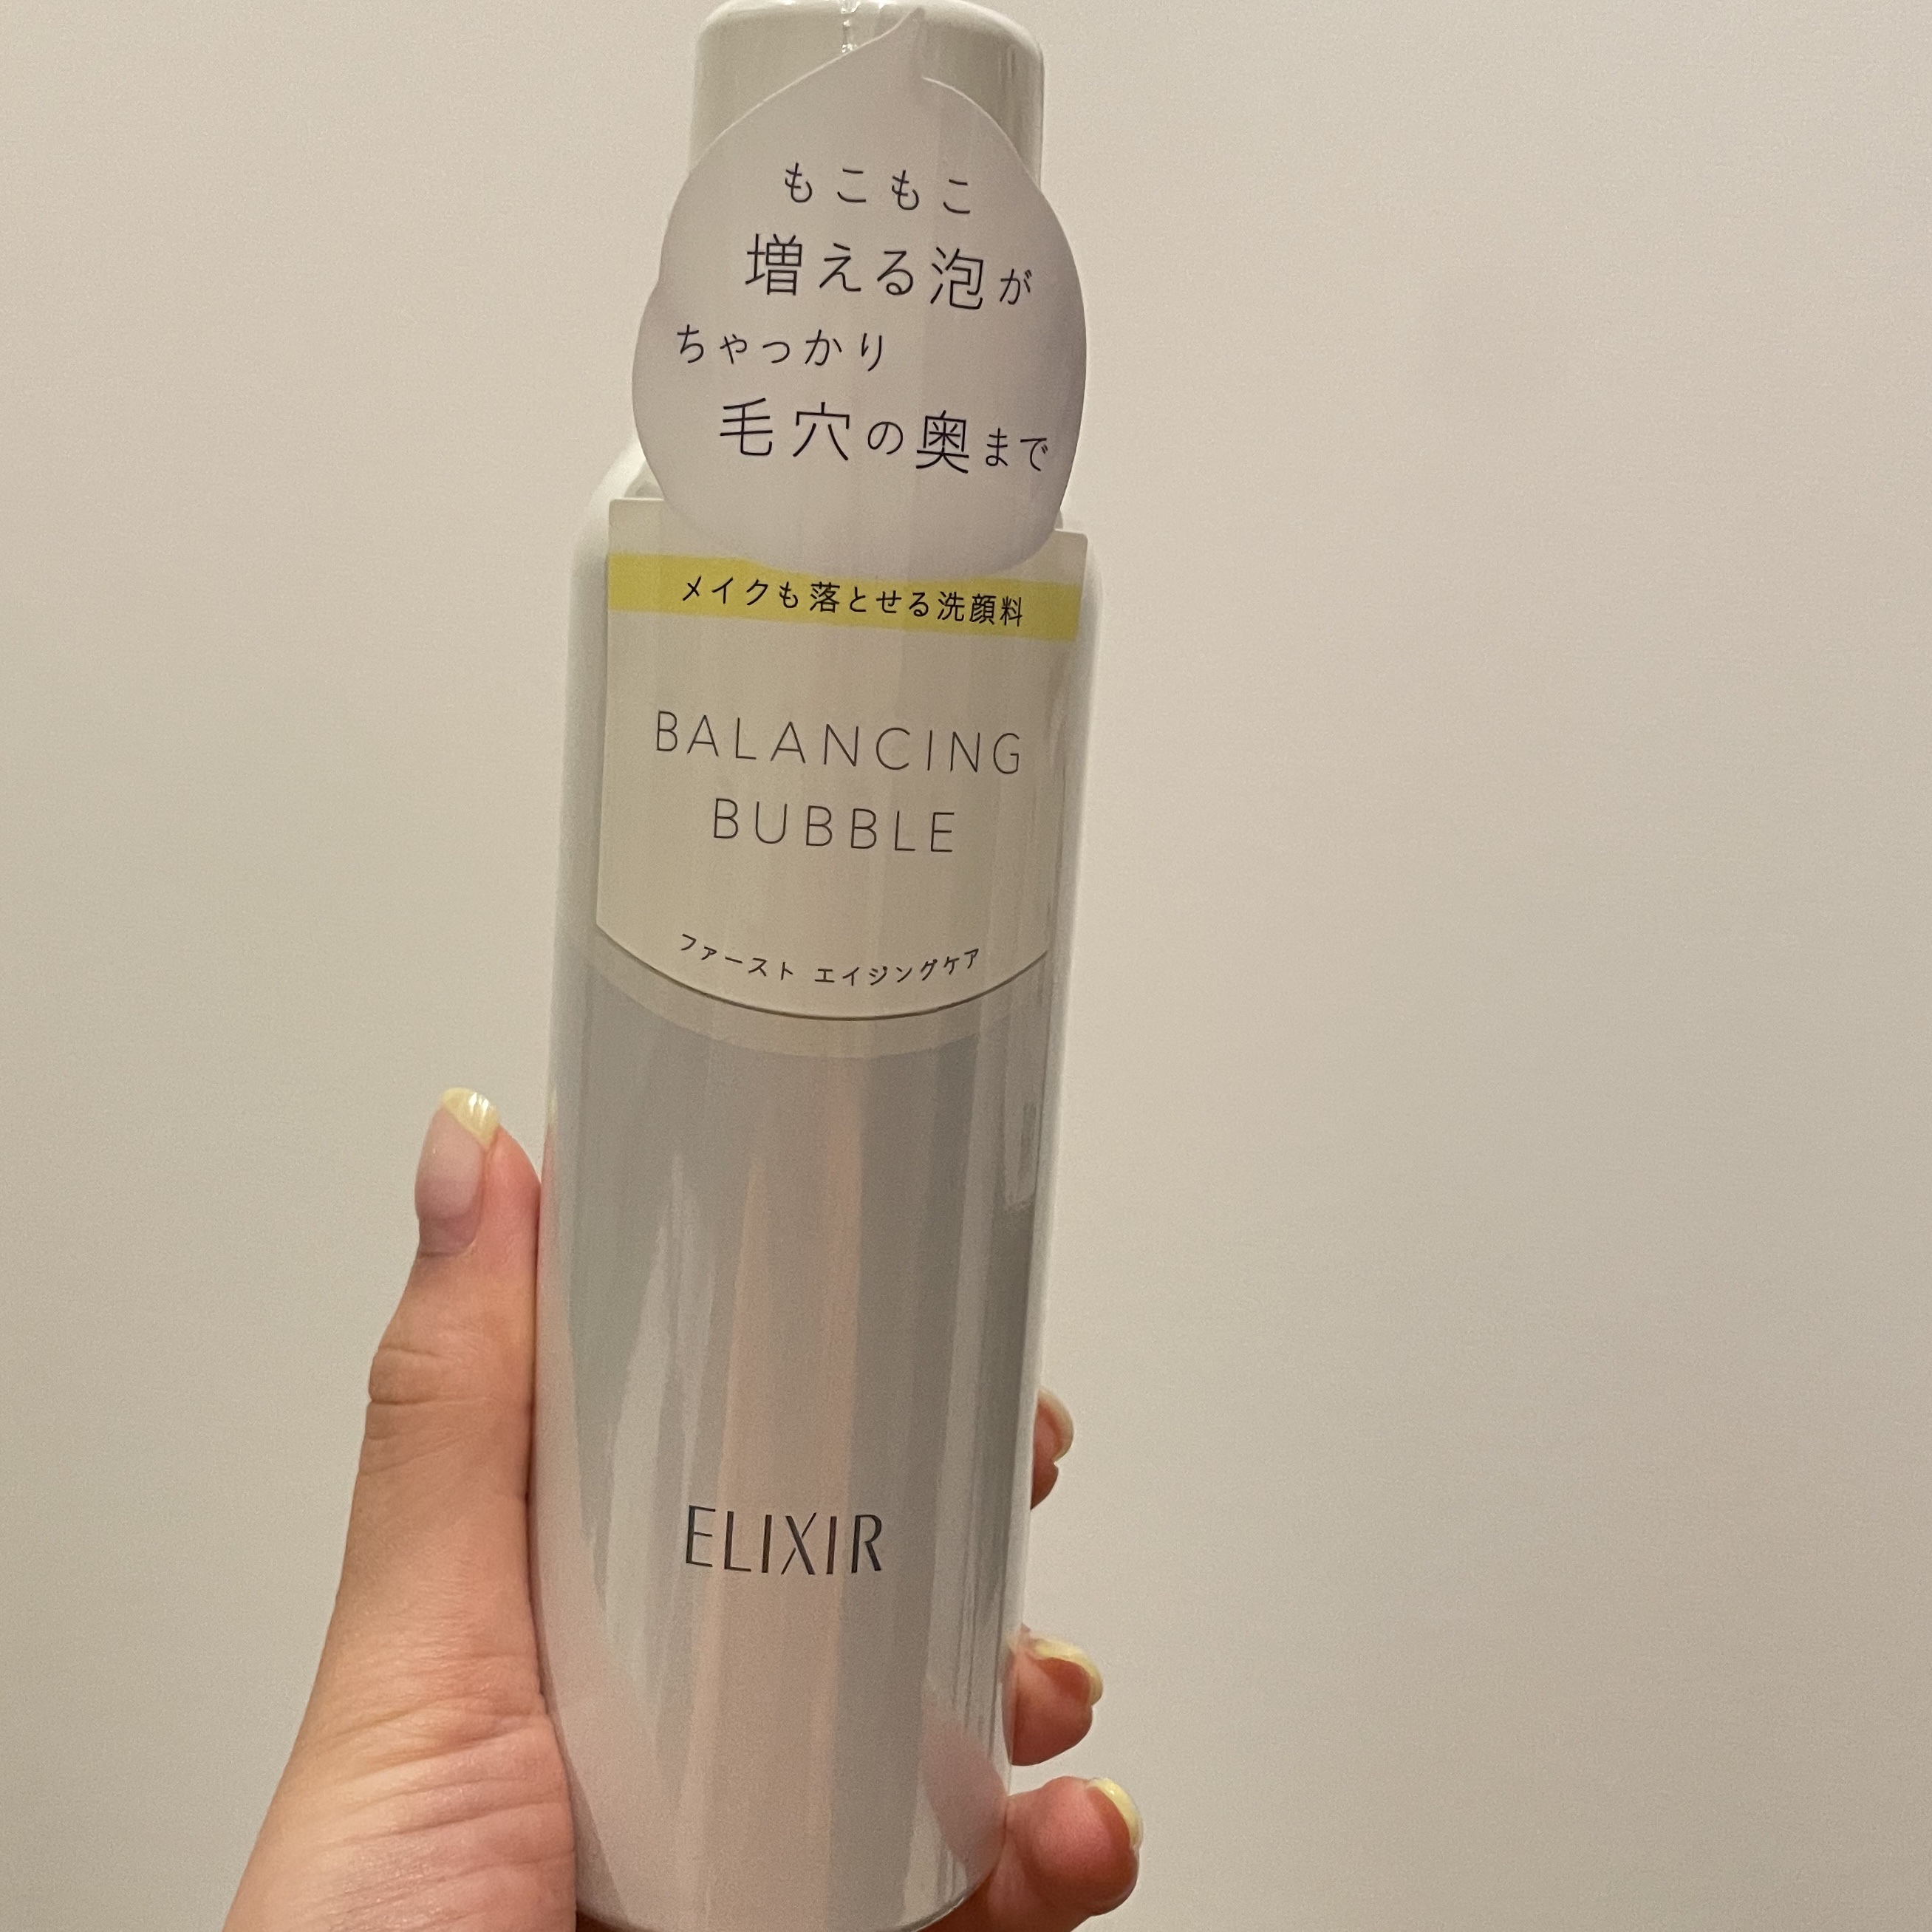 もこもこ
増える泡が
ちゃっかり
毛穴の奥まで
メイクも落とせる洗顔料
BALANCING
BUBBLE
ファースト エイジングケア
ELIXIR